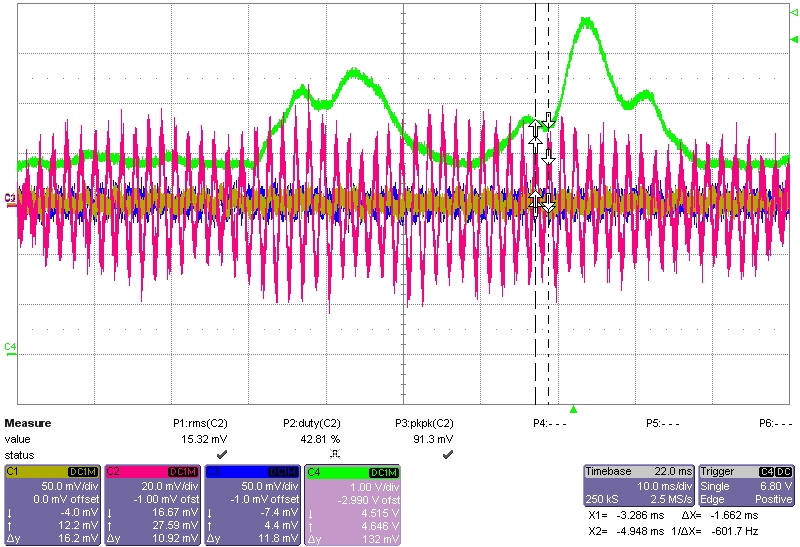 C4
Measure P1:rms(C2) P2:duty(C2) P3:pkpk(C2) P4:- - - P5:- - - P6:- - -
value 15.32 mV 42.81 % 91.3 mV
status
C1 DC1M C2 DC1M C3 DC1M C4 DC1M Timebase 22.0 ms Trigger C4 DC
50.0 mV/div 20.0 mV/div 50.0 mV/div 1.00 V/div 10.0 ms/div Single 6.80 V
0.0 mV offset -1.00 mV ofst -1.0 mV ofst -2.990 V ofst 250 kS 2.5 MS/s Edge Positive
↓ -4.0 mV ↓ 16.67 mV ↓ -7.4 mV ↓ 4.515 V X1= -3.286 ms ΔX= -1.662 ms
↑ 12.2 mV ↑ 27.59 mV ↑ 4.4 mV ↑ 4.646 V X2= -4.948 ms 1/ΔX= -601.7 Hz
Δy 16.2 mV Δy 10.92 mV Δy 11.8 mV Δy 132 mV